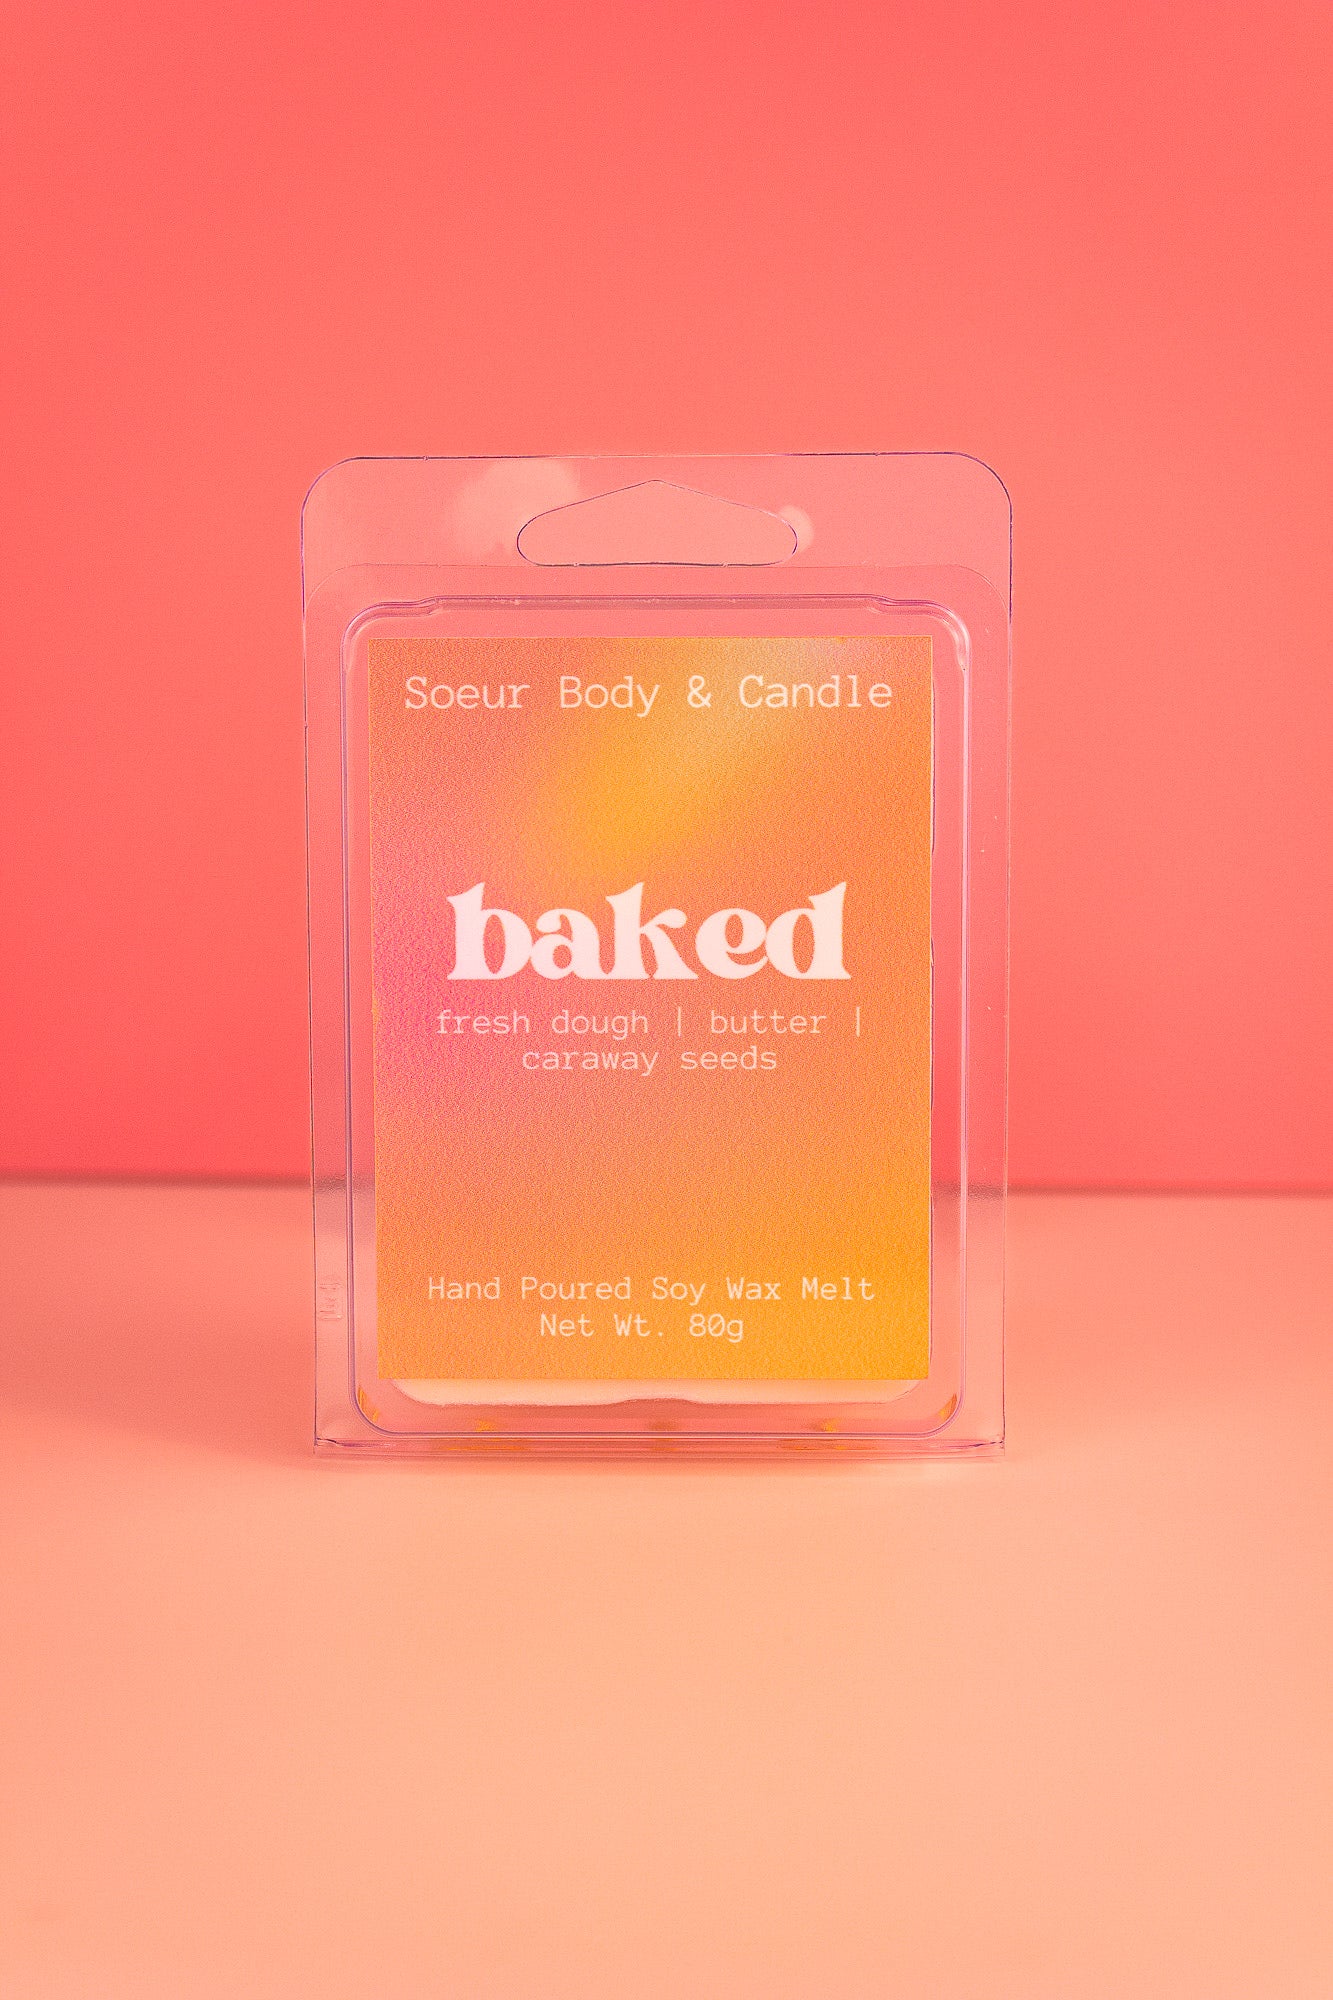 Soeur Body & Candle
baked
fresh dough | butter |
caraway seeds
Hand Poured Soy Wax Melt
Net Wt. 80g